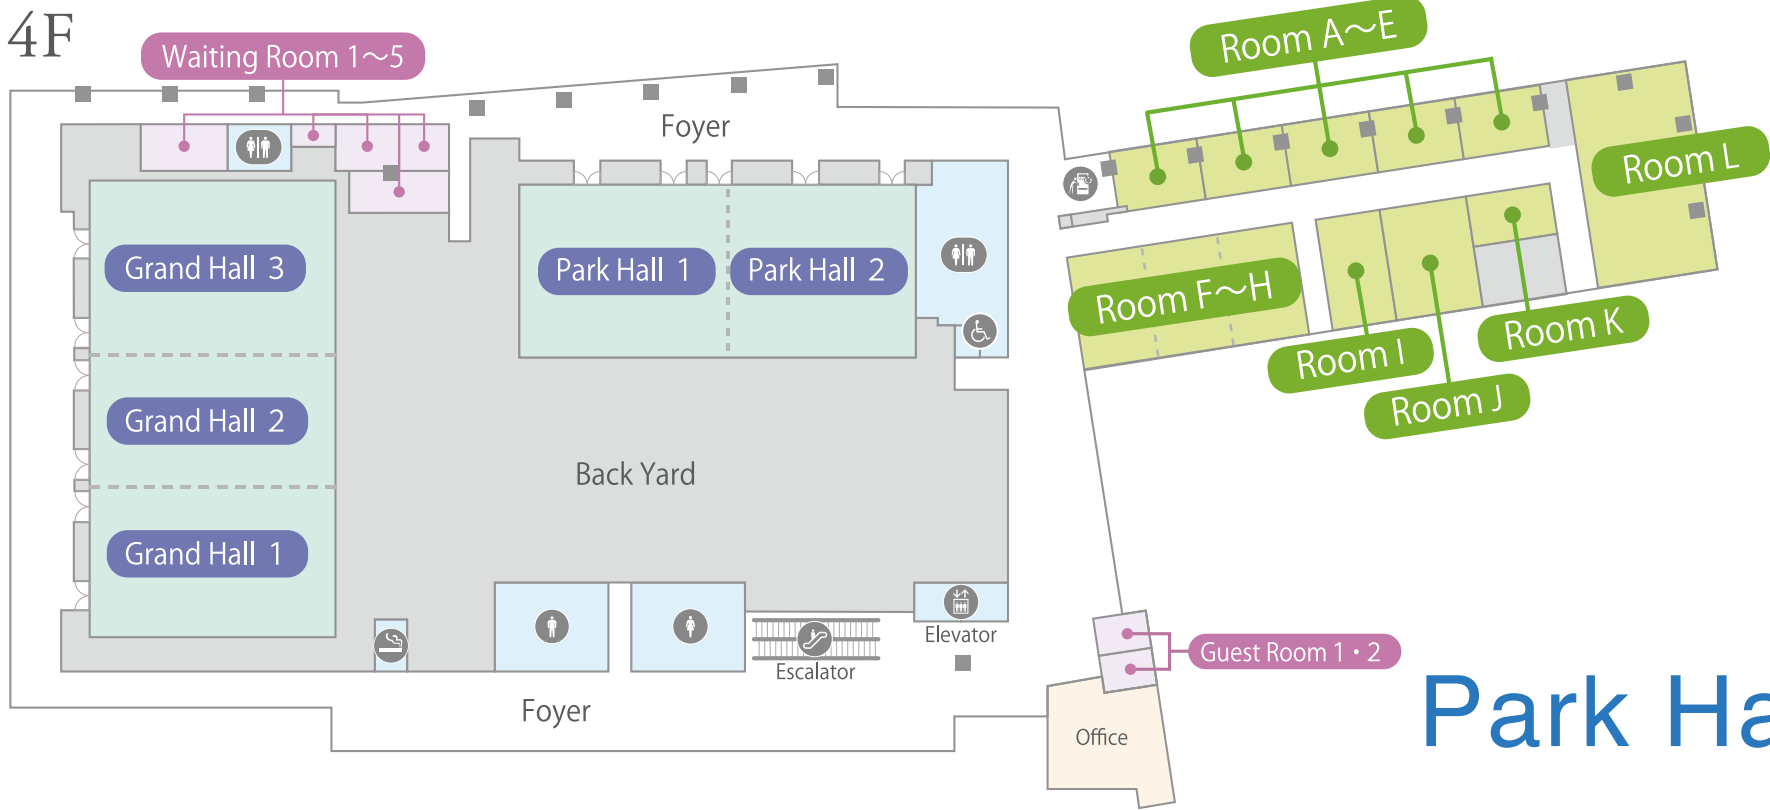 4F
Waiting Room 1～5
Room A～E
Foyer
Room L
Grand Hall 3
Park Hall 1
Park Hall 2
Room F～H
Room K
Room I
Room J
Grand Hall 2
Back Yard
Grand Hall 1
Elevator
Escalator
Guest Room 1・2
Foyer
Office
Park Ha